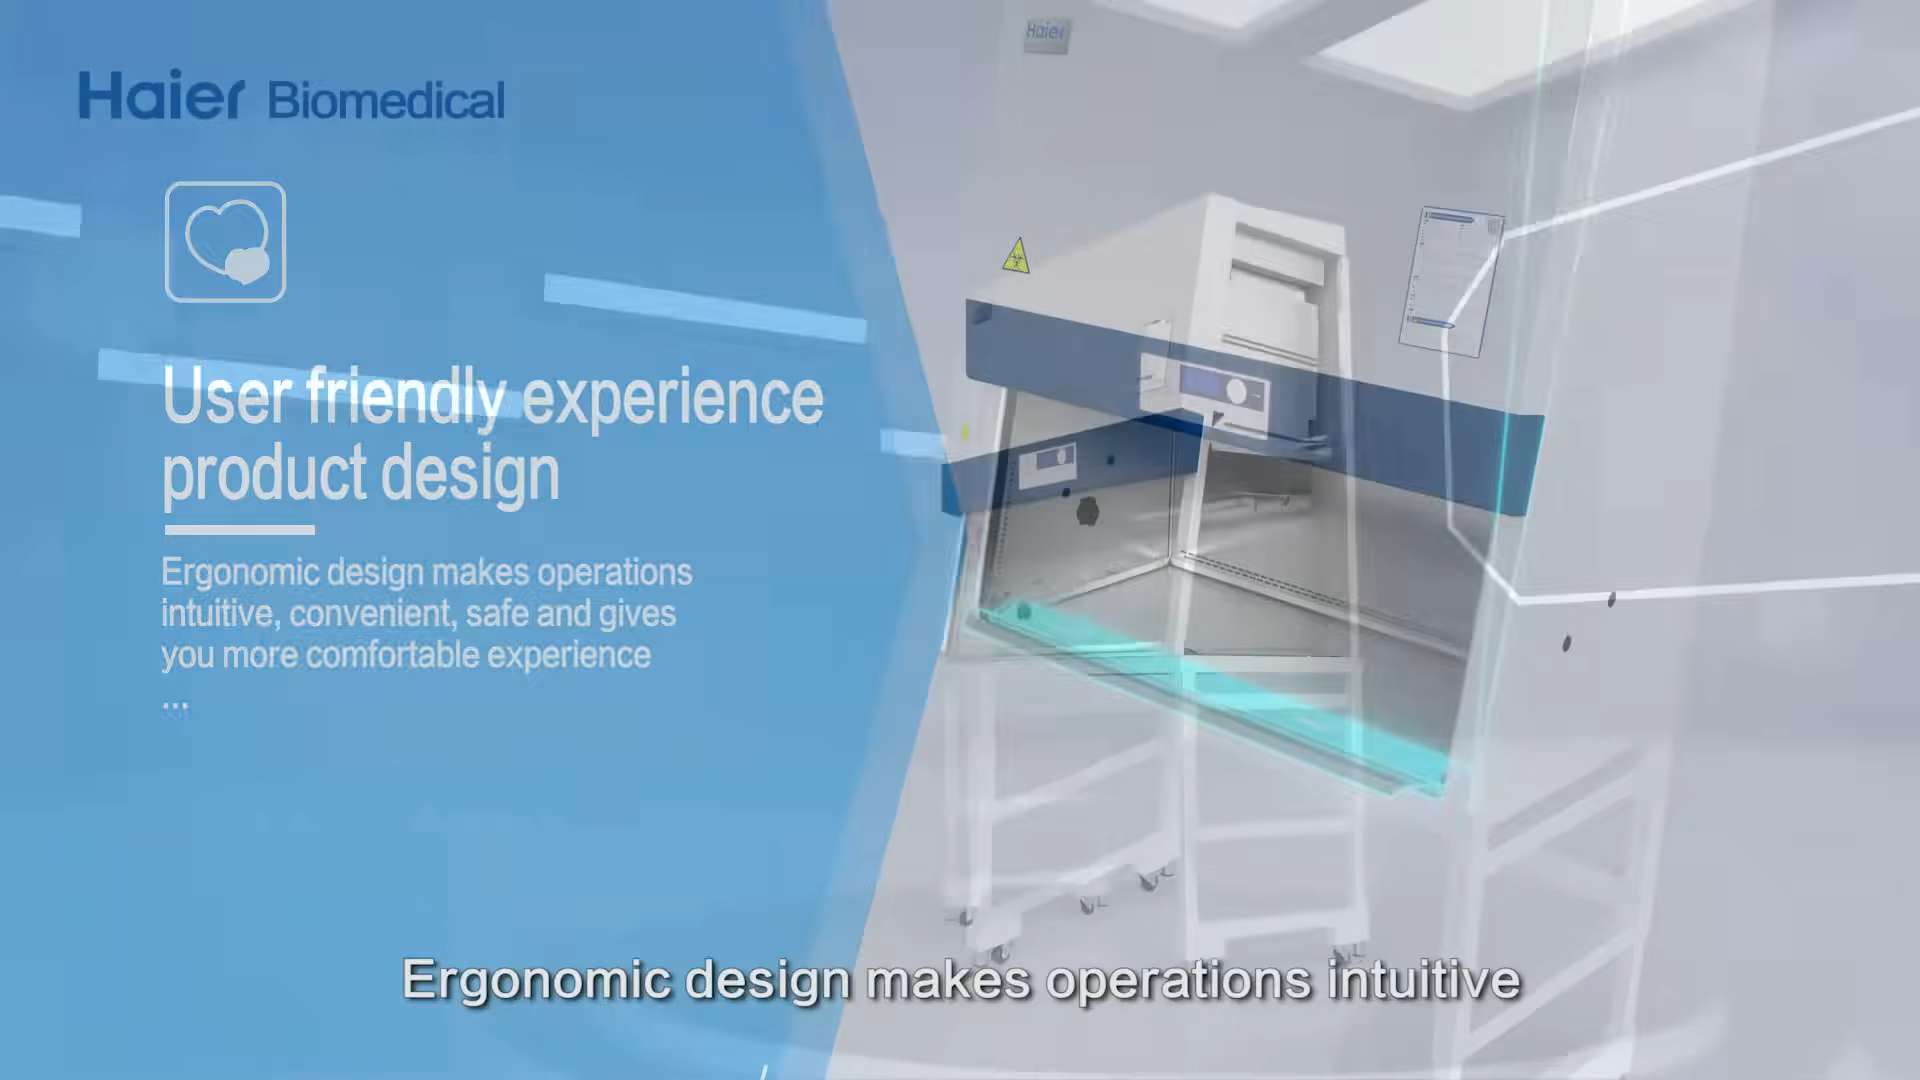 Haier Biomedical
Haier
User friendly experience
product design
Ergonomic design makes operations
intuitive, convenient, safe and gives
you more comfortable experience
...
Ergonomic design makes operations intuitive